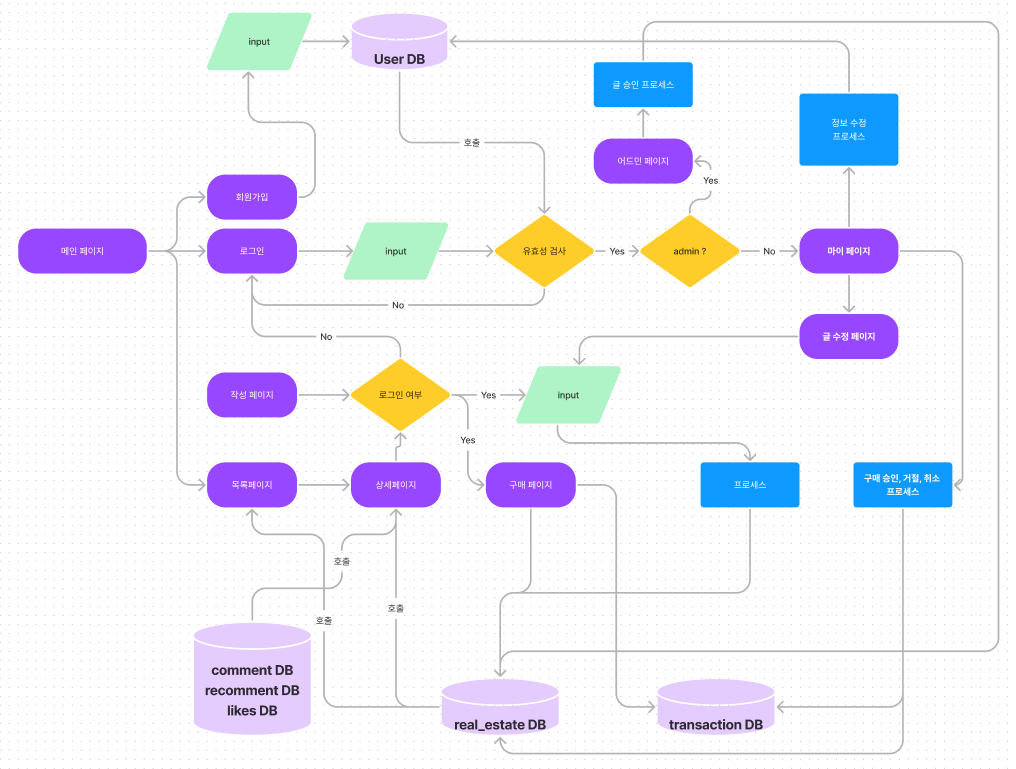 input
User DB
글 승인 프로세스
정보 수정
프로세스
호출
어드민 페이지
Yes
회원가입
메인 페이지
로그인
input
유효성 검사
Yes
admin ?
No
마이 페이지
No
No
글 수정 페이지
작성 페이지
로그인 여부
Yes
input
Yes
목록페이지
상세페이지
구매 페이지
프로세스
구매 승인, 거절, 취소
프로세스
호출
호출
호출
comment DB
recomment DB
likes DB
real_estate DB
transaction DB